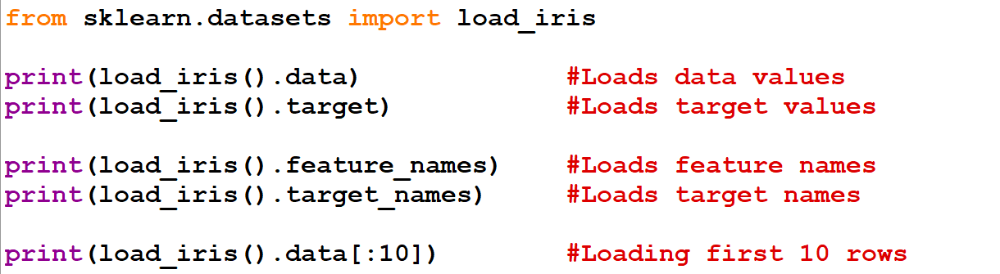 from sklearn.datasets import load_iris
print(load_iris().data) #Loads data values
print(load_iris().target) #Loads target values
print(load_iris().feature_names) #Loads feature names
print(load_iris().target_names) #Loads target names
print(load_iris().data[:10]) #Loading first 10 rows